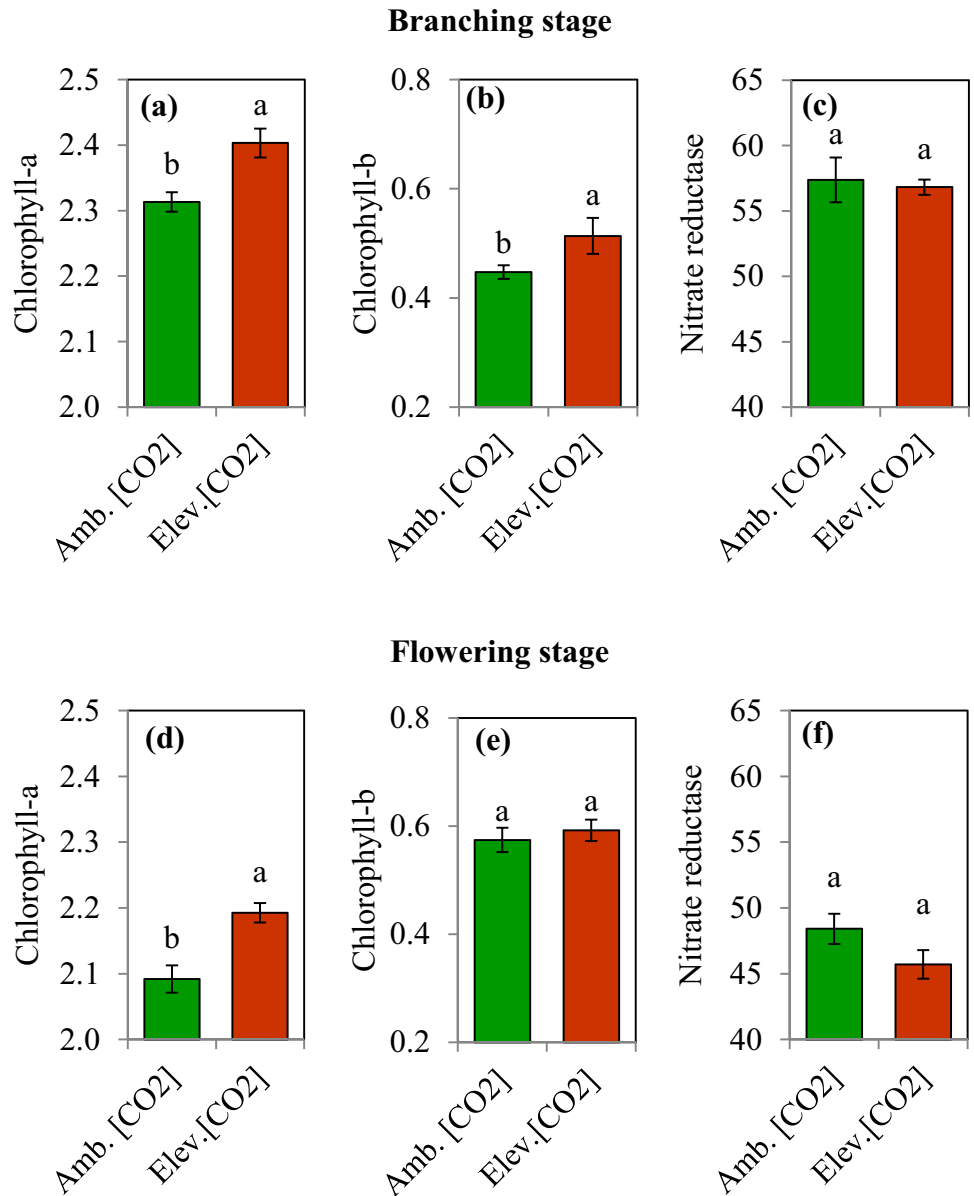 Branching stage
(a)
Chlorophyll-a
2.5
2.4
2.3
2.2
2.1
2.0
b
a
Amb. [CO2]
Elev.[CO2]
(b)
Chlorophyll-b
0.8
0.6
0.4
0.2
b
a
Amb. [CO2]
Elev.[CO2]
(c)
Nitrate reductase
65
60
55
50
45
40
a
a
Amb. [CO2]
Elev.[CO2]
Flowering stage
(d)
Chlorophyll-a
2.5
2.4
2.3
2.2
2.1
2.0
b
a
Amb. [CO2]
Elev.[CO2]
(e)
Chlorophyll-b
0.8
0.6
0.4
0.2
a
a
Amb. [CO2]
Elev.[CO2]
(f)
Nitrate reductase
65
60
55
50
45
40
a
a
Amb. [CO2]
Elev.[CO2]